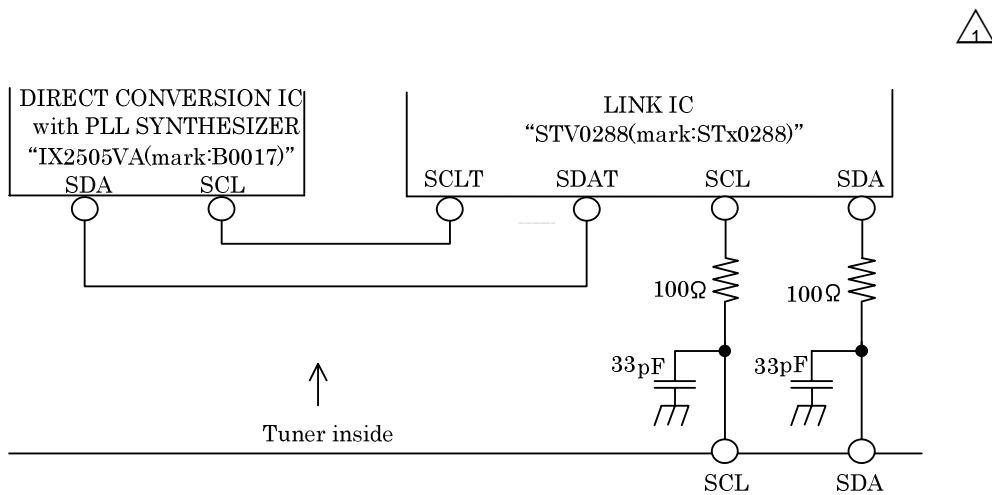 1
DIRECT CONVERSION IC
with PLL SYNTHESIZER
“IX2505VA(mark:B0017)”
SDA SCL
LINK IC
“STV0288(mark:STx0288)”
SCLT SDAT SCL SDA
100Ω 100Ω
33pF 33pF
Tuner inside
SCL SDA